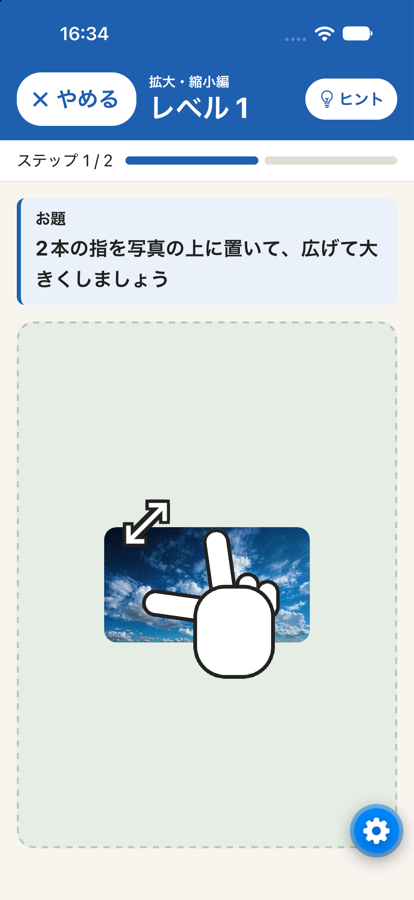 16:34
やめる
拡大・縮小編
レベル 1
ヒント
ステップ 1 / 2
お題
2本の指を写真の上に置いて、広げて大
きくしましょう